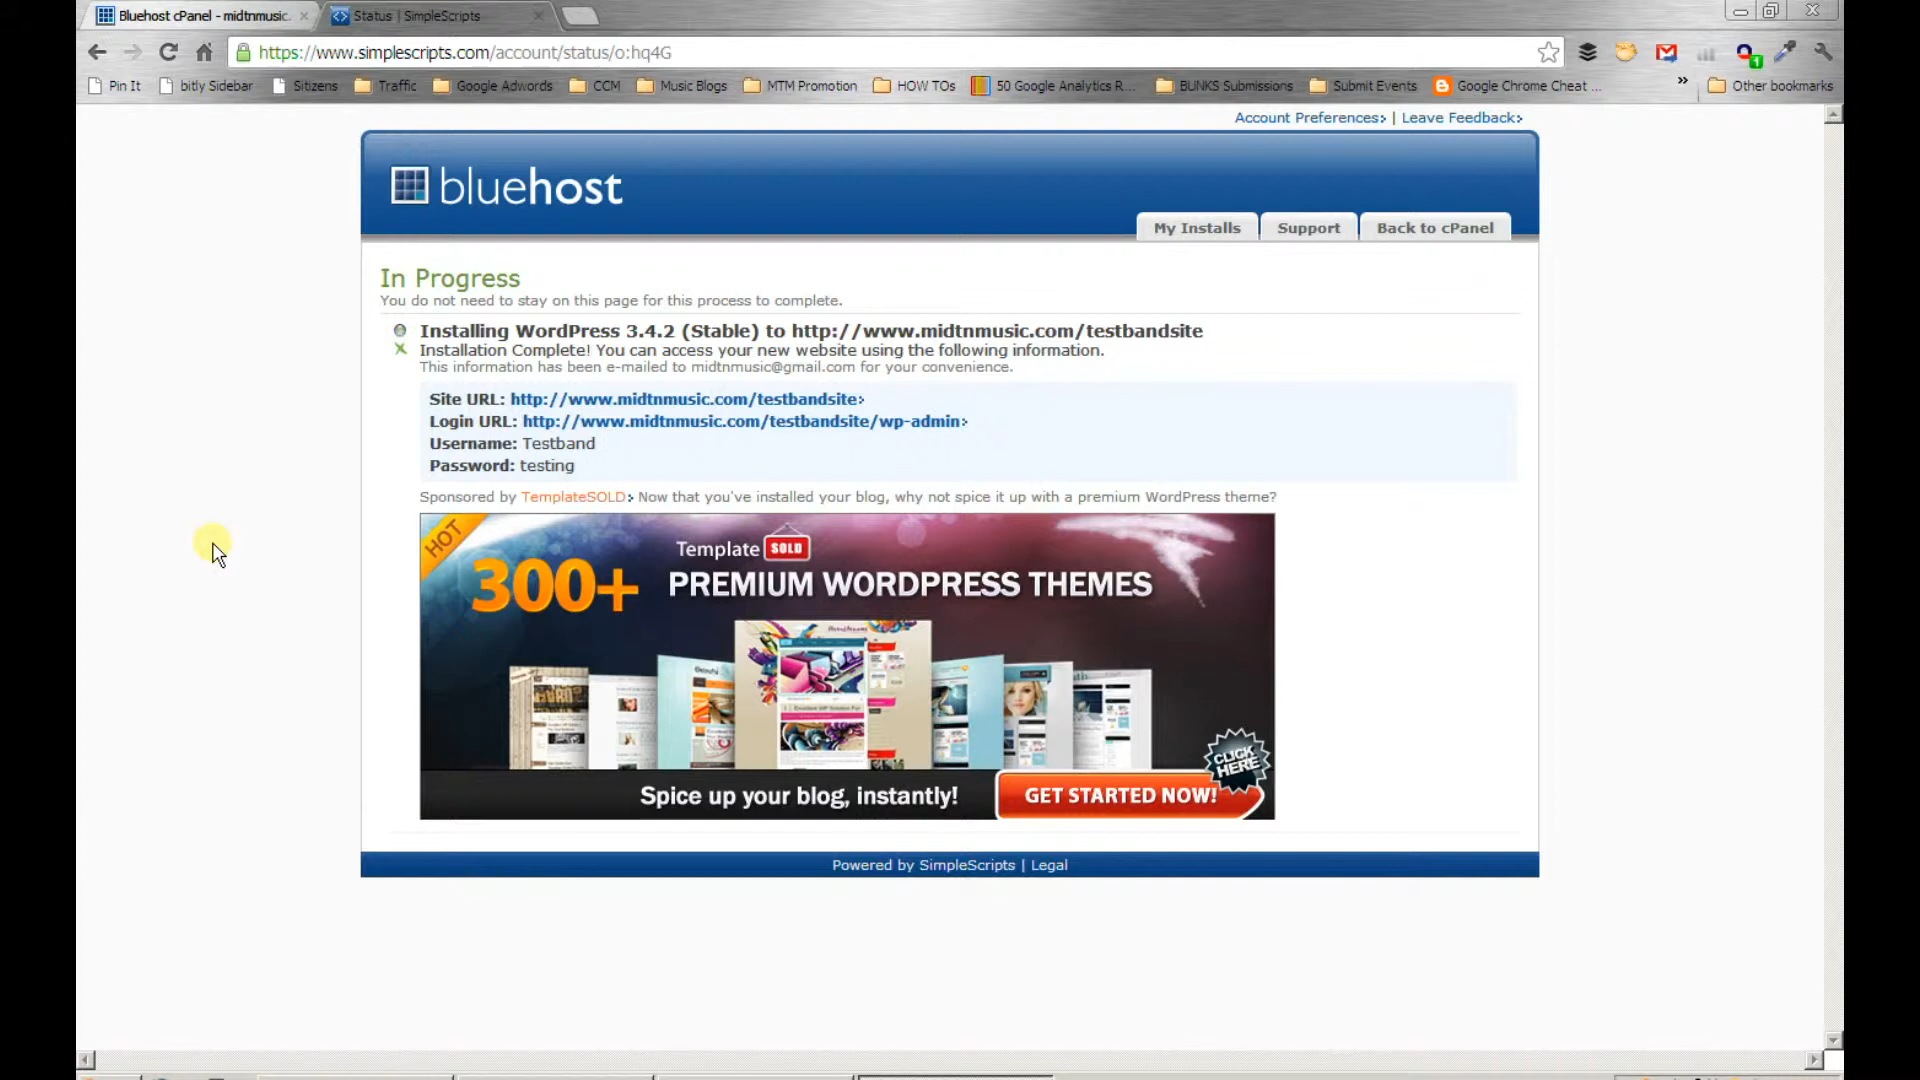 Bluehost cPanel - midtnmusic.
Status | SimpleScripts
https://www.simplescripts.com/account/status/o:hq4G
1
Pin It
bitly Sidebar
Sitizens
Traffic
Google Adwords
CCM
Music Blogs
MTM Promotion
HOW TOs
50 Google Analytics R...
BUNKS Submissions
Submit Events
Google Chrome Cheat ...
»
Other bookmarks
Account Preferences› | Leave Feedback›
bluehost
My Installs
Support
Back to cPanel
In Progress
You do not need to stay on this page for this process to complete.
Installing WordPress 3.4.2 (Stable) to http://www.midtnmusic.com/testbandsite
Installation Complete! You can access your new website using the following information.
This information has been e-mailed to midtnmusic@gmail.com for your convenience.
Site URL: http://www.midtnmusic.com/testbandsite›
Login URL: http://www.midtnmusic.com/testbandsite/wp-admin›
Username: Testband
Password: testing
Sponsored by TemplateSOLD› Now that you've installed your blog, why not spice it up with a premium WordPress theme?
HOT
Template SOLD
300+
PREMIUM WORDPRESS THEMES
CLICK
HERE
Spice up your blog, instantly!
GET STARTED NOW!
Powered by SimpleScripts | Legal